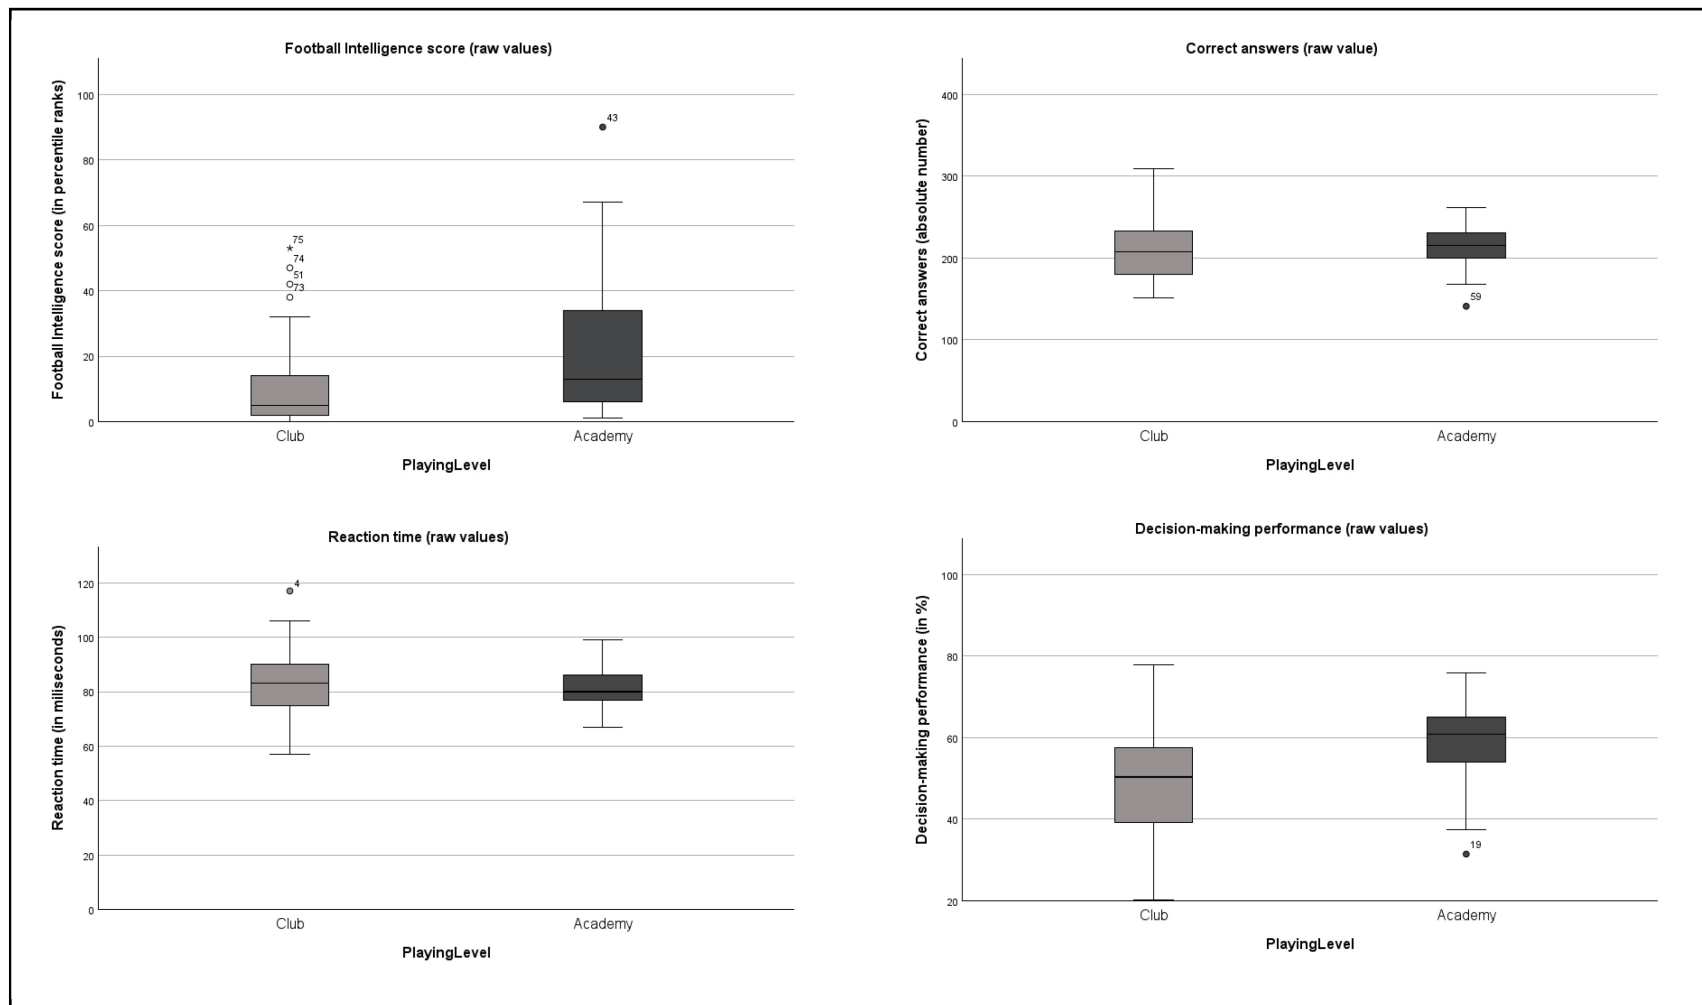 Football Intelligence score (raw values)
Football Intelligence score (in percentile ranks)
100
80
60
40
20
0
43
75
74
51
73
Club
Academy
PlayingLevel
Correct answers (raw value)
Correct answers (absolute number)
400
300
200
100
0
59
Club
Academy
PlayingLevel
Reaction time (raw values)
Reaction time (in miliseconds)
120
100
80
60
40
20
0
4
Club
Academy
PlayingLevel
Decision-making performance (raw values)
Decision-making performance (in %)
100
80
60
40
20
19
Club
Academy
PlayingLevel